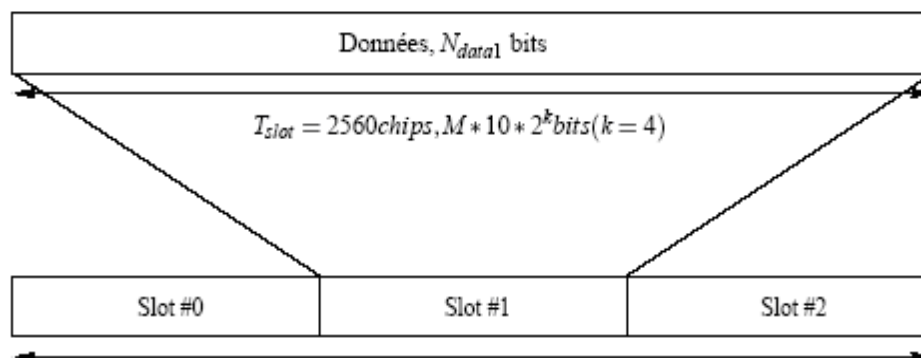 Données, N_data1 bits
T_slot = 2560chips, M * 10 * 2^k bits(k = 4)
Slot #0 Slot #1 Slot #2